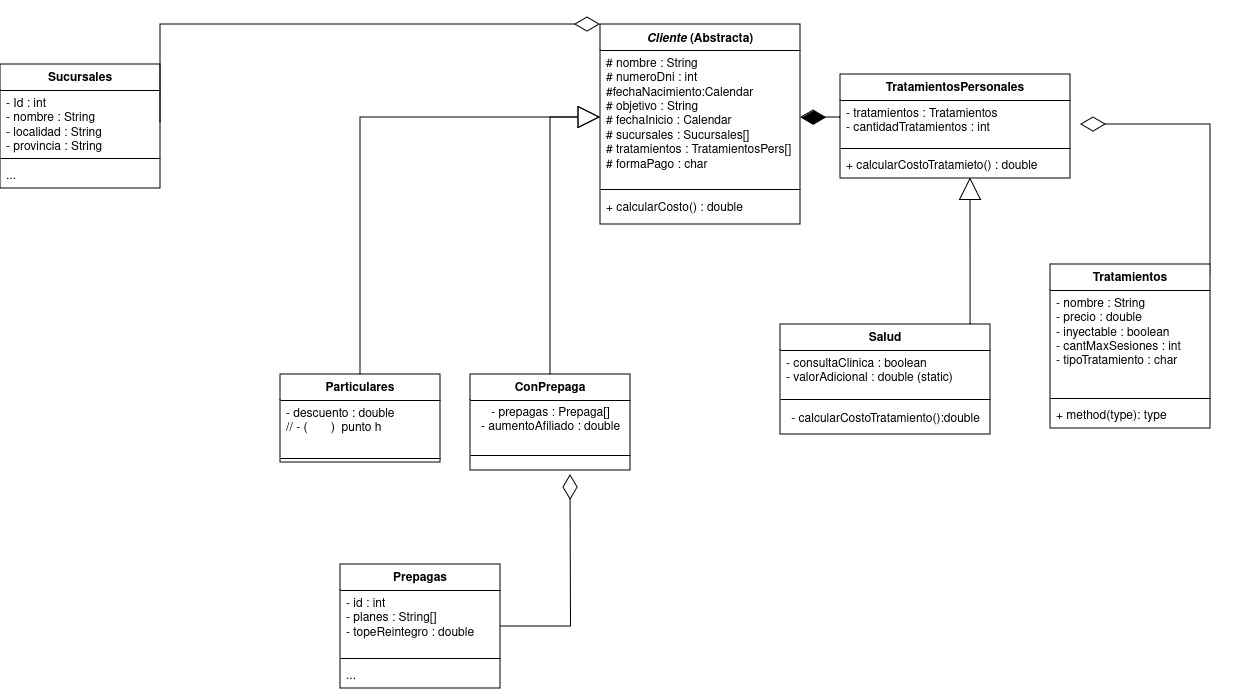 Cliente (Abstracta)
# nombre : String
# numeroDni : int
#fechaNacimiento:Calendar
# objetivo : String
# fechaInicio : Calendar
# sucursales : Sucursales[]
# tratamientos : TratamientosPers[]
# formaPago : char
+ calcularCosto() : double
Sucursales
- Id : int
- nombre : String
- localidad : String
- provincia : String
...
TratamientosPersonales
- tratamientos : Tratamientos
- cantidadTratamientos : int
+ calcularCostoTratamieto() : double
Tratamientos
- nombre : String
- precio : double
- inyectable : boolean
- cantMaxSesiones : int
- tipoTratamiento : char
+ method(type): type
Salud
- consultaClinica : boolean
- valorAdicional : double (static)
- calcularCostoTratamiento():double
Particulares
- descuento : double
// - (       )  punto h
ConPrepaga
- prepagas : Prepaga[]
- aumentoAfiliado : double
Prepagas
- id : int
- planes : String[]
- topeReintegro : double
...